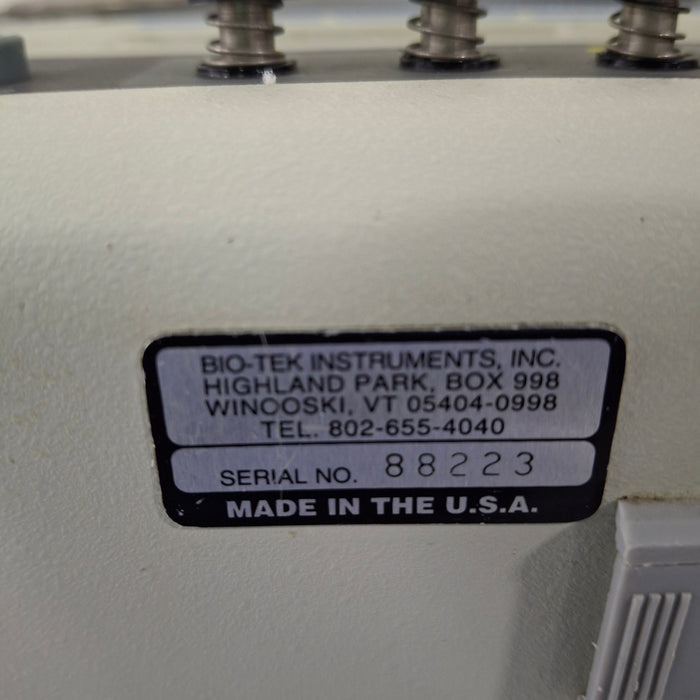 BIO-TEK INSTRUMENTS, INC.
HIGHLAND PARK, BOX 998
WINOOSKI, VT 05404-0998
TEL. 802-655-4040
SERIAL NO. 88223
MADE IN THE U.S.A.